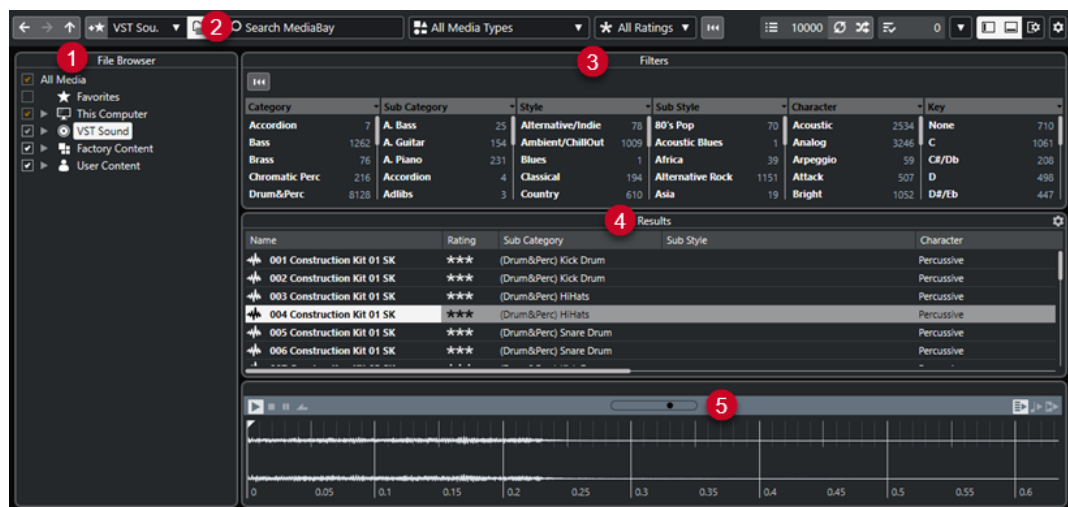 VST Sou. 2 Search MediaBay All Media Types All Ratings 10000 0
1
File Browser
All Media
Favorites
This Computer
VST Sound
Factory Content
User Content
3
Filters
Category Sub Category Style Sub Style Character Key
Accordion 7 A. Bass 25 Alternative/Indie 78 80's Pop 70 Acoustic 2534 None 710
Bass 1262 A. Guitar 154 Ambient/ChillOut 1009 Acoustic Blues 1 Analog 3246 C 1061
Brass 76 A. Piano 231 Blues 1 Africa 39 Arpeggio 59 C#/Db 208
Chromatic Perc 216 Accordion 4 Classical 194 Alternative Rock 1151 Attack 507 D 498
Drum&Perc 8128 Adlibs 3 Country 610 Asia 19 Bright 1052 D#/Eb 447
4
Results
Name Rating Sub Category Sub Style Character
001 Construction Kit 01 SK ★★★ (Drum&Perc) Kick Drum Percussive
002 Construction Kit 01 SK ★★★ (Drum&Perc) Kick Drum Percussive
003 Construction Kit 01 SK ★★★ (Drum&Perc) HiHats Percussive
004 Construction Kit 01 SK ★★★ (Drum&Perc) HiHats Percussive
005 Construction Kit 01 SK ★★★ (Drum&Perc) Snare Drum Percussive
006 Construction Kit 01 SK ★★★ (Drum&Perc) Snare Drum Percussive
5
0 0.05 0.1 0.15 0.2 0.25 0.3 0.35 0.4 0.45 0.5 0.55 0.6